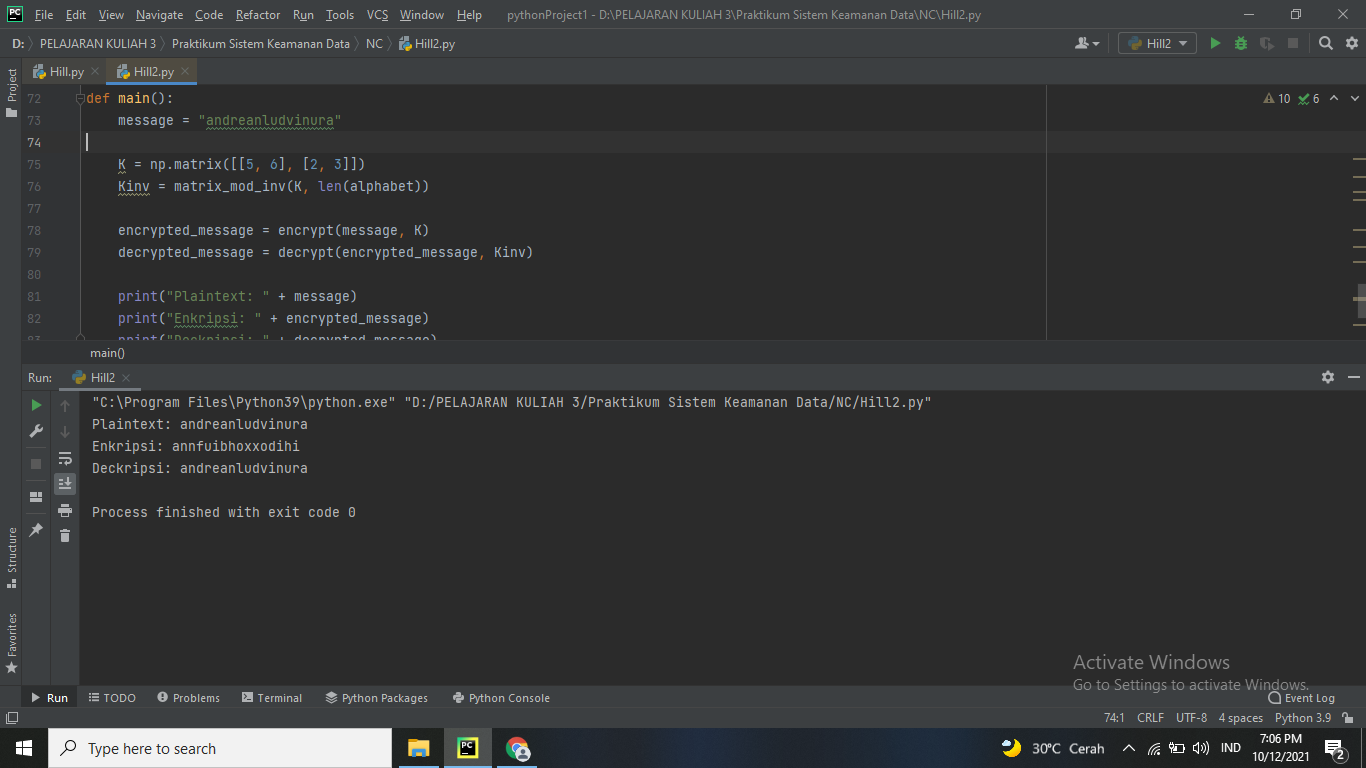 PC File Edit View Navigate Code Refactor Run Tools VCS Window Help pythonProject1 - D:\PELAJARAN KULIAH 3\Praktikum Sistem Keamanan Data\NC\Hill2.py
D: PELAJARAN KULIAH 3 Praktikum Sistem Keamanan Data NC Hill2.py Hill2
Project
Hill.py Hill2.py
72 def main(): 10 6
73 message = "andreanludvinura"
74
75 K = np.matrix([[5, 6], [2, 3]])
76 Kinv = matrix_mod_inv(K, len(alphabet))
77
78 encrypted_message = encrypt(message, K)
79 decrypted_message = decrypt(encrypted_message, Kinv)
80
81 print("Plaintext: " + message)
82 print("Enkripsi: " + encrypted_message)
83 print("Deckripsi: " + decrypted_message)
main()
Run: Hill2
"C:\Program Files\Python39\python.exe" "D:/PELAJARAN KULIAH 3/Praktikum Sistem Keamanan Data/NC/Hill2.py"
Plaintext: andreanludvinura
Enkripsi: annfuibhoxxodihi
Deckripsi: andreanludvinura
Process finished with exit code 0
Structure
Favorites
Activate Windows
Go to Settings to activate Windows.
Run TODO Problems Terminal Python Packages Python Console Event Log
74:1 CRLF UTF-8 4 spaces Python 3.9
Type here to search PC 30°C Cerah IND 7:06 PM
10/12/2021 2